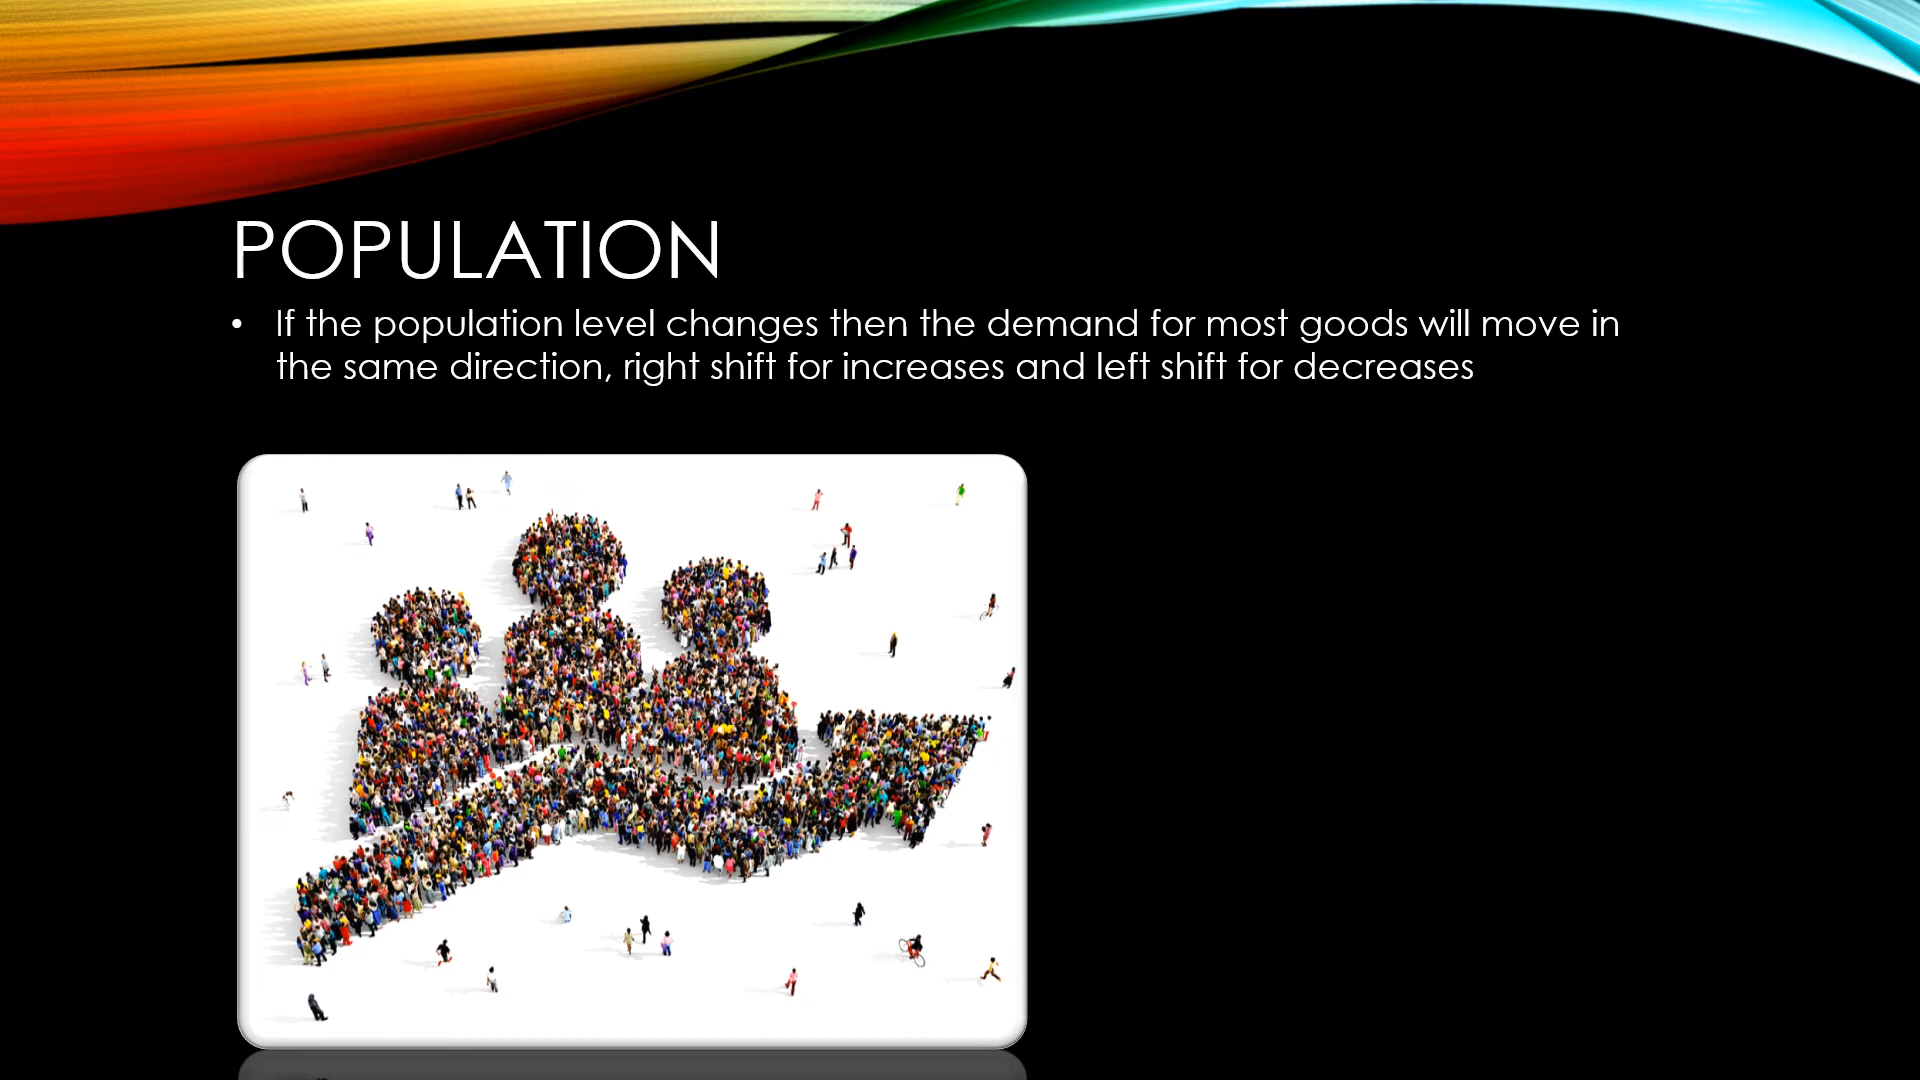 POPULATION
• If the population level changes then the demand for most goods will move in
the same direction, right shift for increases and left shift for decreases